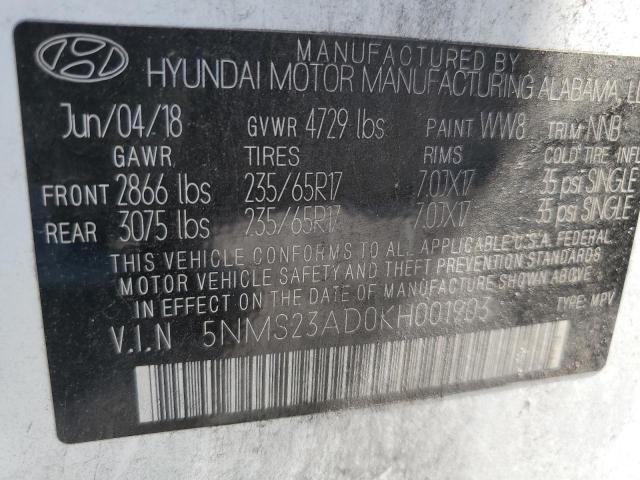 MANUFACTURED BY
HYUNDAI MOTOR MANUFACTURING ALABAMA,
Jun/04/18 GVWR 4729 lbs PAINT WW8 TRIM NNB
GAWR TIRES RIMS COLD TIRE INFL
FRONT 2866 lbs 235/65R17 7.0JX17 35 psi SINGLE
REAR 3075 lbs 235/65R17 7.0JX17 35 psi SINGLE
THIS VEHICLE CONFORMS TO ALL APPLICABLE U.S.A. FEDERAL
MOTOR VEHICLE SAFETY AND THEFT PREVENTION STANDARDS
IN EFFECT ON THE DATE OF MANUFACTURE SHOWN ABOVE.
V.I.N 5NMS23AD0KH001903 TYPE: MPV